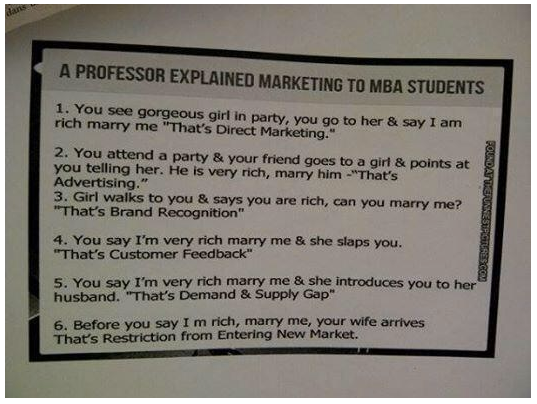 dans
A PROFESSOR EXPLAINED MARKETING TO MBA STUDENTS
1. You see gorgeous girl in party, you go to her & say I am
rich marry me "That's Direct Marketing."
2. You attend a party & your friend goes to a girl & points at
you telling her. He is very rich, marry him -"That's
Advertising."
3. Girl walks to you & says you are rich, can you marry me?
"That's Brand Recognition"
4. You say I'm very rich marry me & she slaps you.
"That's Customer Feedback"
5. You say I'm very rich marry me & she introduces you to her
husband. "That's Demand & Supply Gap"
6. Before you say I m rich, marry me, your wife arrives
That's Restriction from Entering New Market.
FOUND AT THEFUNNIESTPICTURES.COM